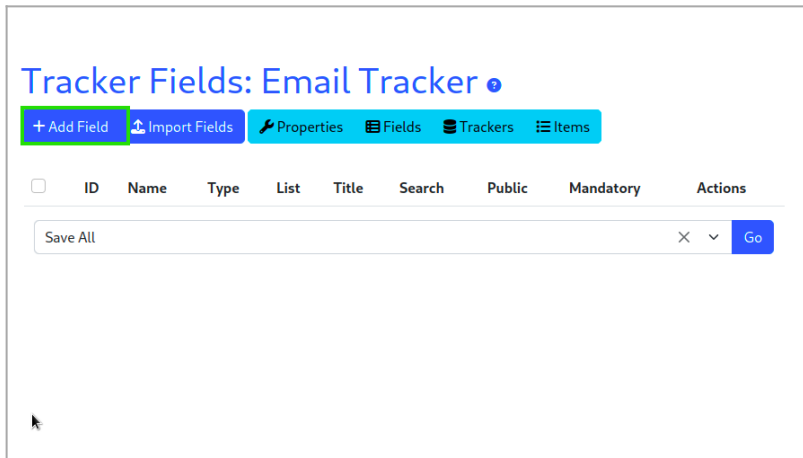 Tracker Fields: Email Tracker ?
+ Add Field Import Fields Properties Fields Trackers Items
ID Name Type List Title Search Public Mandatory Actions
Save All Go